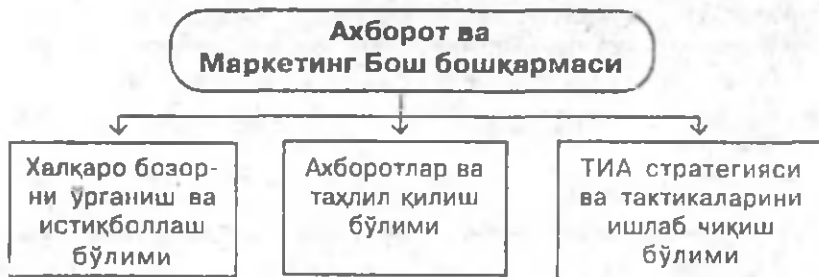 Ахборот ва
Маркетинг Бош бошқармаси
Халқаро бозор-
ни ўрганиш ва
истиқболлаш
бўлими
Ахборотлар ва
таҳлил қилиш
бўлими
ТИА стратегияси
ва тактикаларини
ишлаб чиқиш
бўлими